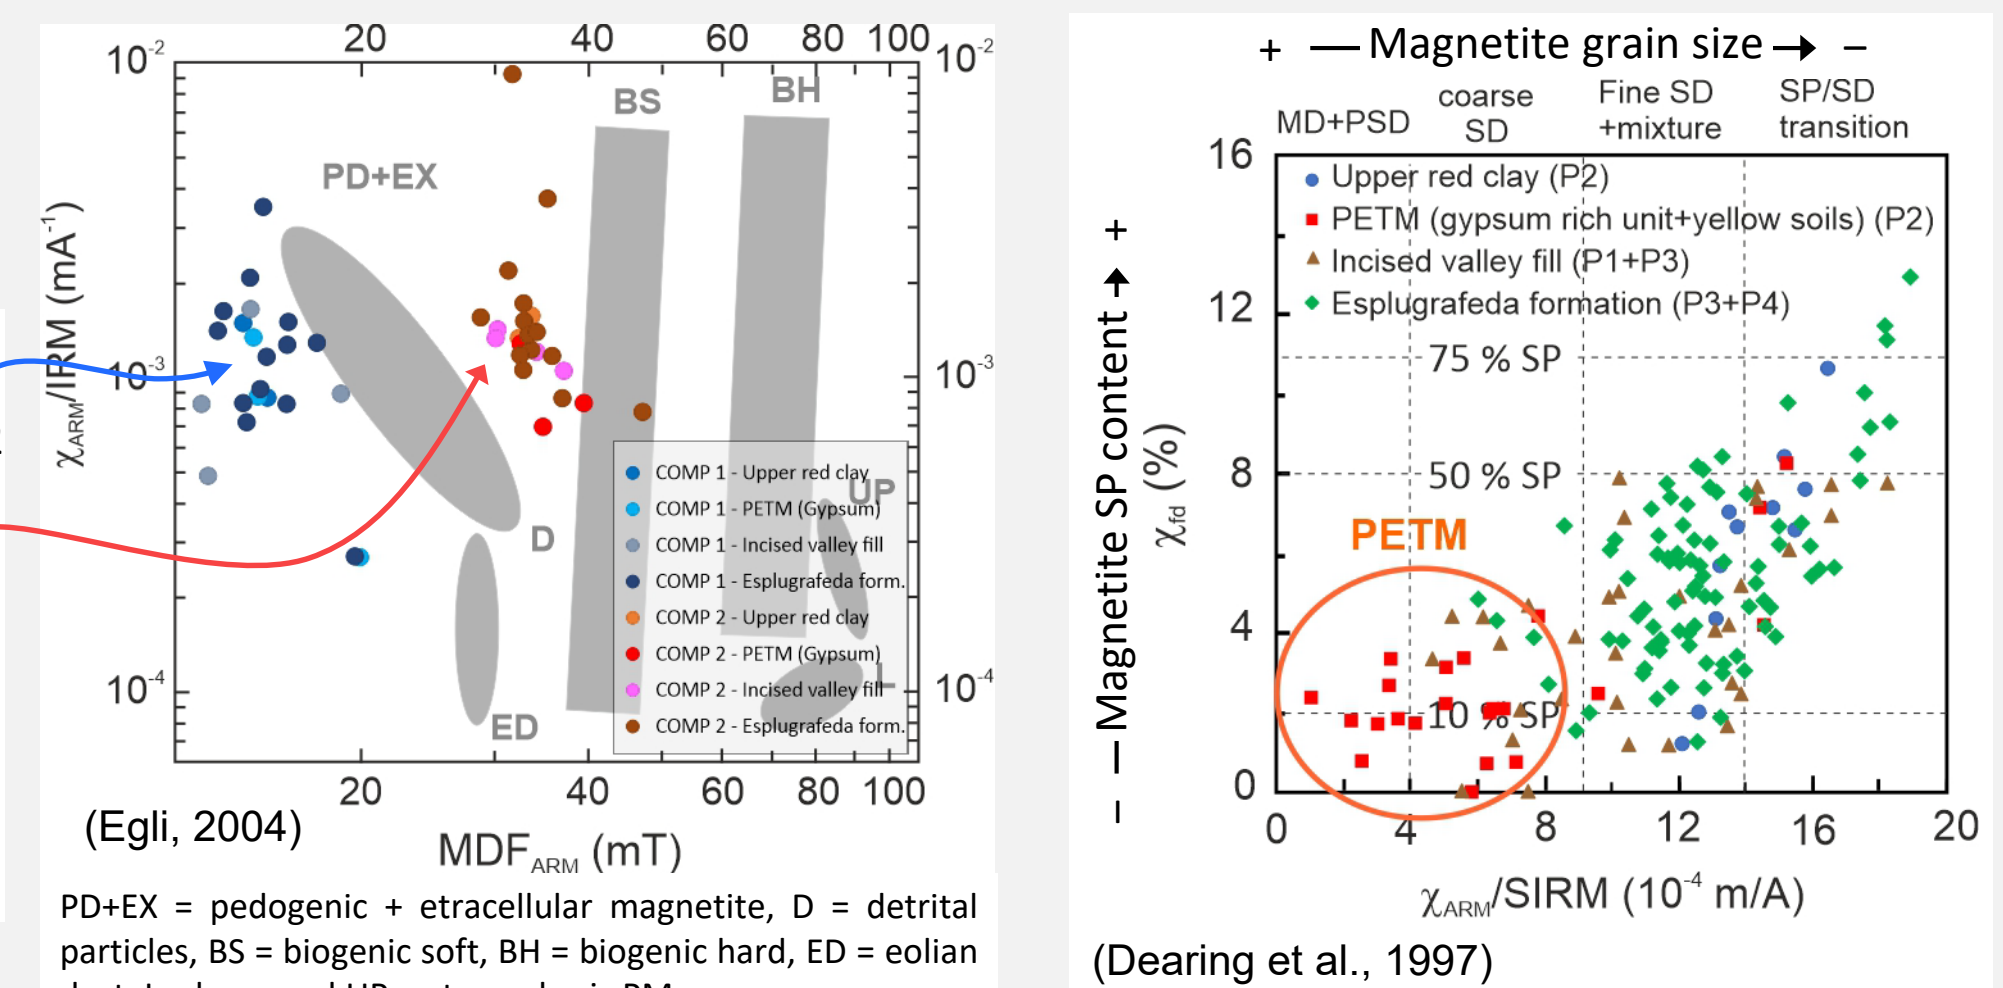 20 40 60 80 100
10-2 10-2
BS
BH
PD+EX
χARM/IRM (mA-1)
10-3 10-3
COMP 1 - Upper red clay
UP
COMP 1 - PETM (Gypsum)
D
COMP 1 - Incised valley fill
COMP 1 - Esplugrafeda form.
COMP 2 - Upper red clay
COMP 2 - PETM (Gypsum)
L
COMP 2 - Incised valley fill
10-4 10-4
ED
COMP 2 - Esplugrafeda form.
20 40 60 80 100
(Egli, 2004)
MDFARM (mT)
PD+EX = pedogenic + etracellular magnetite, D = detrital
particles, BS = biogenic soft, BH = biogenic hard, ED = eolian
+ — Magnetite grain size → −
MD+PSD
coarse
SD
Fine SD
+mixture
SP/SD
transition
16
Upper red clay (P2)
PETM (gypsum rich unit+yellow soils) (P2)
Incised valley fill (P1+P3)
Esplugrafeda formation (P3+P4)
12
75 % SP
8
50 % SP
PETM
4
10 % SP
0
− — Magnetite SP content → +
χfd (%)
0 4 8 12 16 20
χARM/SIRM (10-4 m/A)
(Dearing et al., 1997)